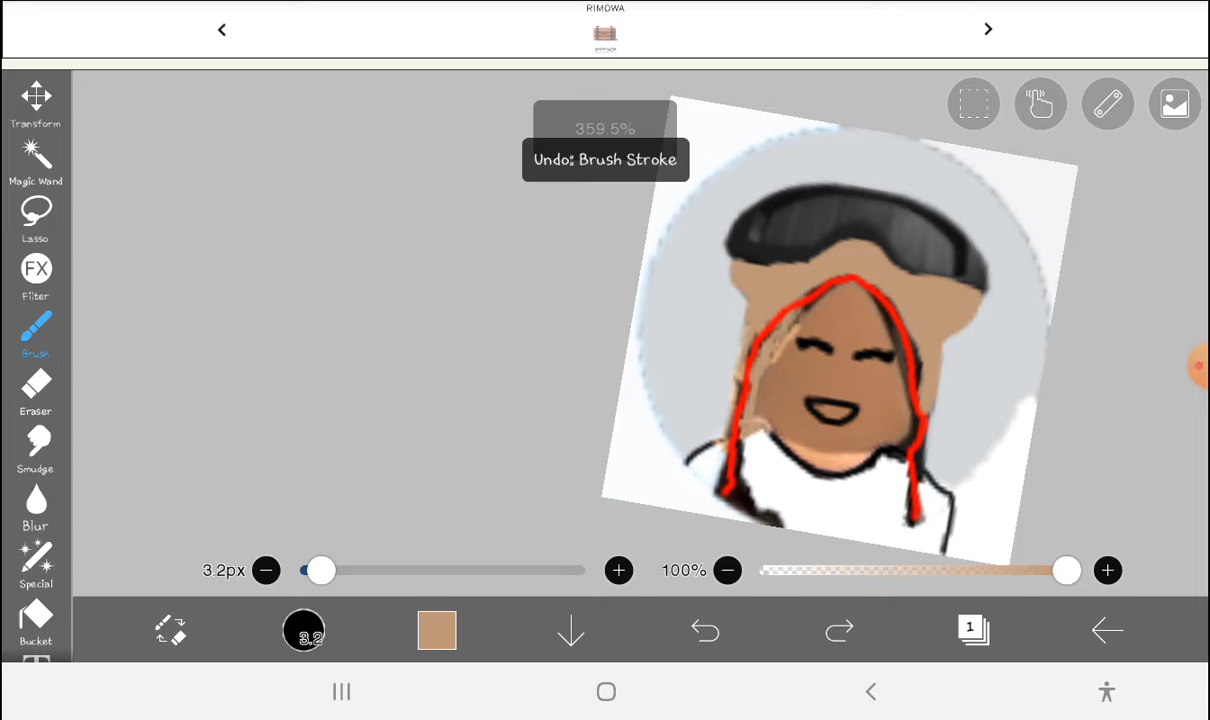 RIMOWA
359.5%
Undo: Brush Stroke
Transform
Magic Wand
Lasso
FX
Filter
Brush
Eraser
Smudge
Blur
Special
Bucket
3.2px
100%
3.2
1